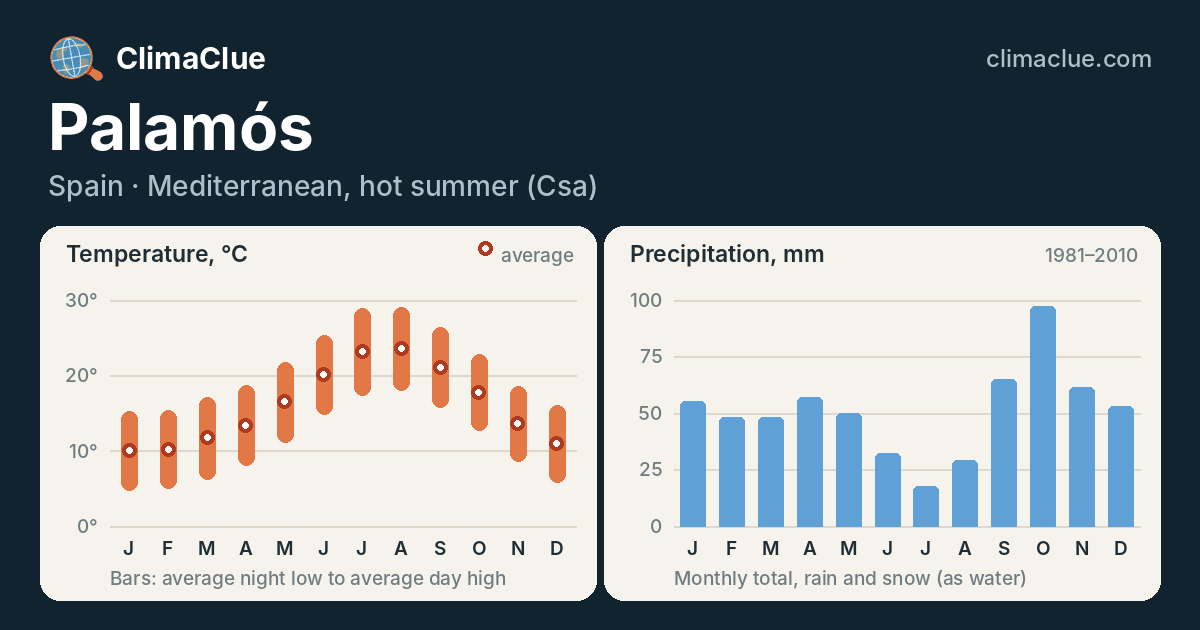 ClimaClue
climaclue.com
Palamós
Spain · Mediterranean, hot summer (Csa)
Temperature, °C
average
30°
20°
10°
0°
J F M A M J J A S O N D
Bars: average night low to average day high
Precipitation, mm
1981–2010
100
75
50
25
0
J F M A M J J A S O N D
Monthly total, rain and snow (as water)